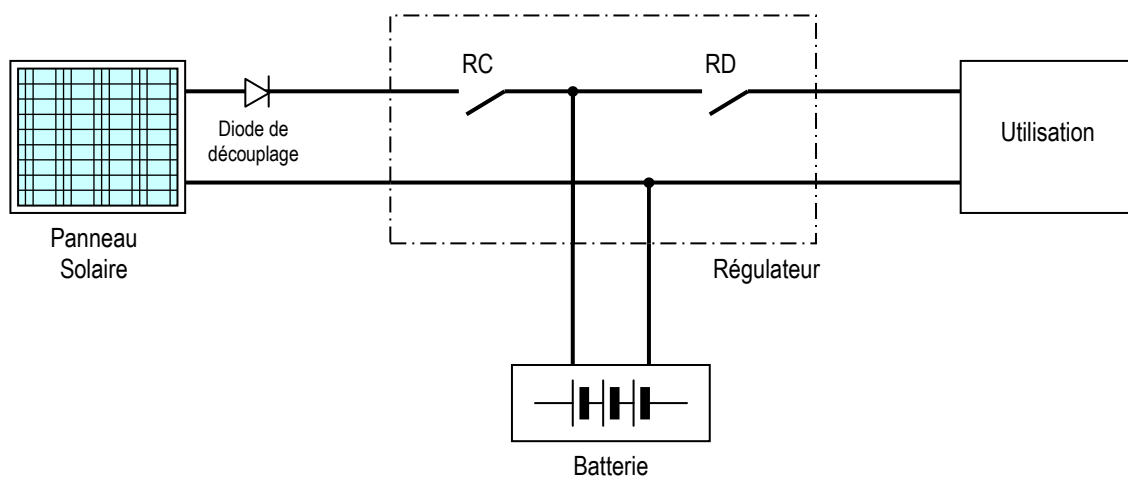 RC
RD
Diode de
découplage
Utilisation
Panneau
Solaire
Régulateur
Batterie